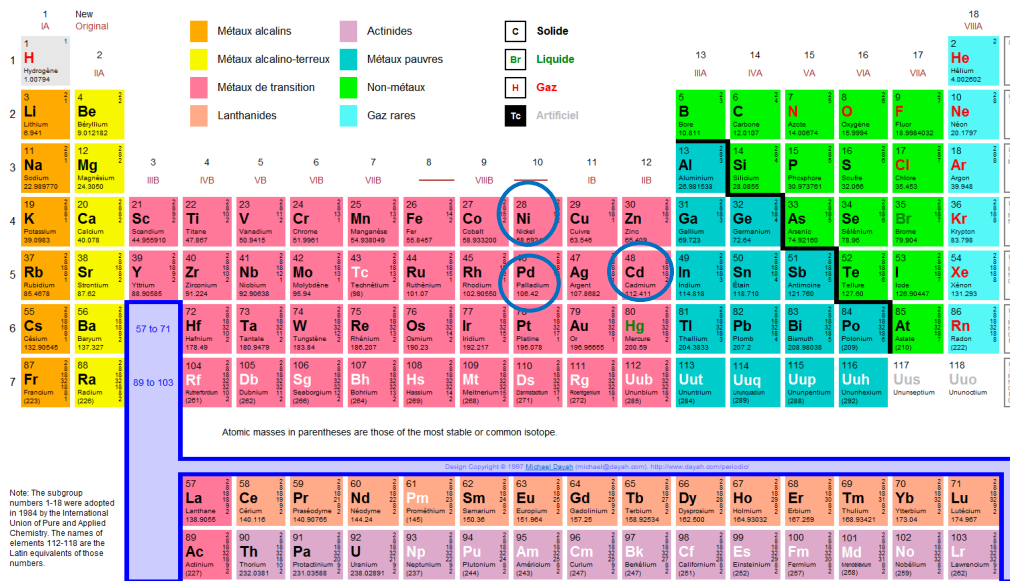 1 New 18
IA Original VIIIA
Métaux alcalins Actinides C Solide
Métaux alcalino-terreux Métaux pauvres Br Liquide
Métaux de transition Non-métaux H Gaz
Lanthanides Gaz rares Tc Artificiel
1 1 2 2
H 2 13 14 15 16 17 He
Hydrogène IIA IIIA IVA VA VIA VIIA Hélium
1.00794 4.002602
2 3 4 5 6 7 8 9 10
Li Be B C N O F Ne
Lithium Béryllium Bore Carbone Azote Oxygène Fluor Néon
6.941 9.012182 10.811 12.0107 14.00674 15.9994 18.9984032 20.1797
3 11 12 13 14 15 16 17 18
Na Mg 3 4 5 6 7 8 9 10 11 12 Al Si P S Cl Ar
Sodium Magnésium IIIB IVB VB VIB VIIB VIIIB IB IIB Aluminium Silicium Phosphore Soufre Chlore Argon
22.989770 24.3050 26.981538 28.0855 30.973761 32.066 35.453 39.948
4 19 20 21 22 23 24 25 26 27 28 29 30 31 32 33 34 35 36
K Ca Sc Ti V Cr Mn Fe Co Ni Cu Zn Ga Ge As Se Br Kr
Potassium Calcium Scandium Titane Vanadium Chrome Manganèse Fer Cobalt Nickel Cuivre Zinc Gallium Germanium Arsenic Sélénium Brome Krypton
39.0983 40.078 44.955910 47.867 50.9415 51.9961 54.938049 55.8457 58.933200 63.546 65.409 69.723 72.64 74.92160 78.96 79.904 83.798
5 37 38 39 40 41 42 43 44 45 46 47 48 49 50 51 52 53 54
Rb Sr Y Zr Nb Mo Tc Ru Rh Pd Ag Cd In Sn Sb Te I Xe
Rubidium Strontium Yttrium Zirconium Niobium Molybdène Technétium Ruthénium Rhodium Palladium Argent Cadmium Indium Étain Antimoine Tellure Iode Xénon
85.4678 87.62 88.90585 91.224 92.90638 95.94 (98) 101.07 102.90550 106.42 107.8682 112.411 114.818 118.710 121.760 127.60 126.90447 131.293
6 55 56 57 to 71 72 73 74 75 76 77 78 79 80 81 82 83 84 85 86
Cs Ba Hf Ta W Re Os Ir Pt Au Hg Tl Pb Bi Po At Rn
Césium Baryum Hafnium Tantale Tungstène Rhénium Osmium Iridium Platine Or Mercure Thallium Plomb Bismuth Polonium Astate Radon
132.90545 137.327 178.49 180.9479 183.84 186.207 190.23 192.217 195.078 196.96655 200.59 204.3833 207.2 208.98038 (209) (210) (222)
7 87 88 89 to 103 104 105 106 107 108 109 110 111 112 113 114 115 116 117 118
Fr Ra Rf Db Sg Bh Hs Mt Ds Rg Uub Uut Uuq Uup Uuh Uus Uuo
Francium Radium Rutherfordium Dubnium Seaborgium Bohrium Hassium Meitnerium Darmstadtium Roentgenium Ununbium Ununtrium Ununquadium Ununpentium Ununhexium Ununseptium Ununoctium
(223) (226) (261) (262) (266) (264) (269) (268) (271) (272) (285) (284) (289) (288) (292)
Atomic masses in parentheses are those of the most stable or common isotope.
Design Copyright © 1997 Michael Dayah (michael@dayah.com). http://www.dayah.com/periodic/
Note: The subgroup
numbers 1-18 were adopted
in 1984 by the International
Union of Pure and Applied
Chemistry. The names of
elements 112-118 are the
Latin equivalents of those
numbers.
57 58 59 60 61 62 63 64 65 66 67 68 69 70 71
La Ce Pr Nd Pm Sm Eu Gd Tb Dy Ho Er Tm Yb Lu
Lanthane Cérium Praséodyme Néodyme Prométhium Samarium Europium Gadolinium Terbium Dysprosium Holmium Erbium Thulium Ytterbium Lutécium
138.9055 140.116 140.90765 144.24 (145) 150.36 151.964 157.25 158.92534 162.500 164.93032 167.259 168.93421 173.04 174.967
89 90 91 92 93 94 95 96 97 98 99 100 101 102 103
Ac Th Pa U Np Pu Am Cm Bk Cf Es Fm Md No Lr
Actinium Thorium Protactinium Uranium Neptunium Plutonium Américium Curium Berkélium Californium Einsteinium Fermium Mendélévium Nobélium Lawrencium
(227) 232.0381 231.03588 238.02891 (237) (244) (243) (247) (247) (251) (252) (257) (258) (259) (262)